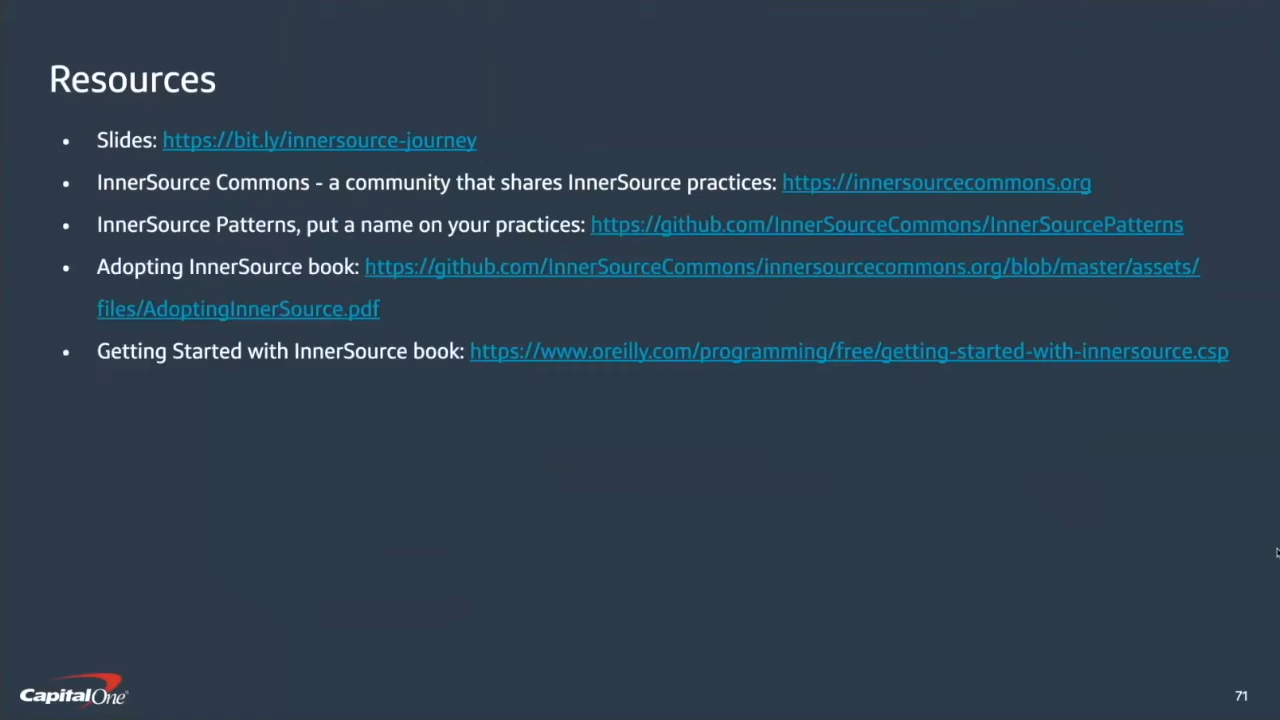 Resources
• Slides: https://bit.ly/innersource-journey
• InnerSource Commons - a community that shares InnerSource practices: https://innersourcecommons.org
• InnerSource Patterns, put a name on your practices: https://github.com/InnerSourceCommons/InnerSourcePatterns
• Adopting InnerSource book: https://github.com/InnerSourceCommons/innersourcecommons.org/blob/master/assets/
files/AdoptingInnerSource.pdf
• Getting Started with InnerSource book: https://www.oreilly.com/programming/free/getting-started-with-innersource.csp
Capital One®
71